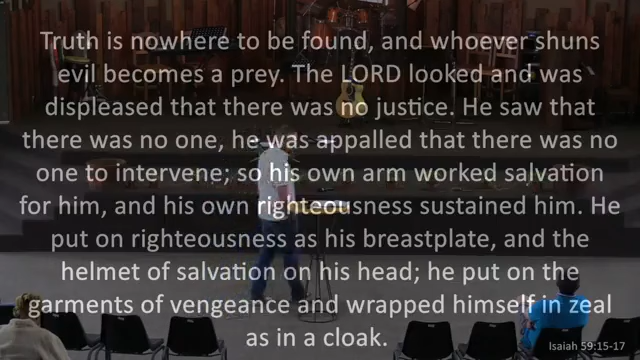 Truth is nowhere to be found, and whoever shuns
evil becomes a prey. The LORD looked and was
displeased that there was no justice. He saw that
there was no one, he was appalled that there was no
one to intervene; so his own arm worked salvation
for him, and his own righteousness sustained him. He
put on righteousness as his breastplate, and the
helmet of salvation on his head; he put on the
garments of vengeance and wrapped himself in zeal
as in a cloak.
Isaiah 59:15-17